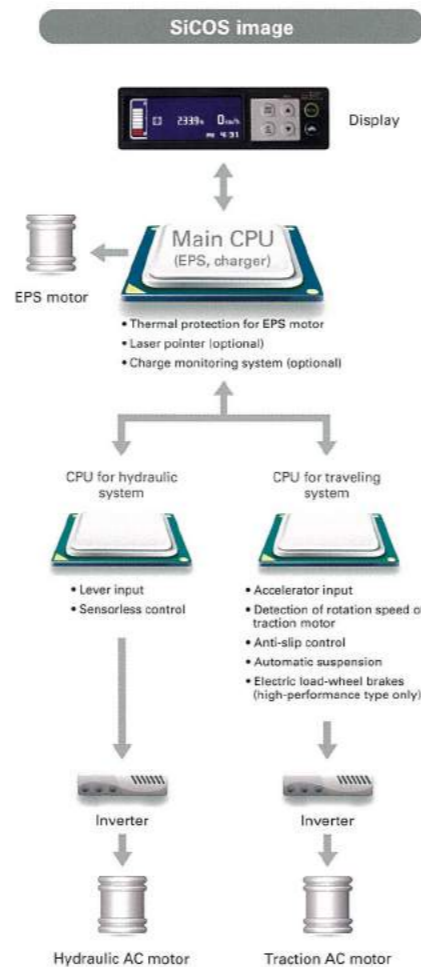 SiCOS image
Display
Main CPU
(EPS, charger)
EPS motor
• Thermal protection for EPS motor
• Laser pointer (optional)
• Charge monitoring system (optional)
CPU for hydraulic
system
CPU for traveling
system
• Lever input
• Sensorless control
• Accelerator input
• Detection of rotation speed o
traction motor
• Anti-slip control
• Automatic suspension
• Electric load-wheel brakes
(high-performance type only)
Inverter
Inverter
Hydraulic AC motor
Traction AC motor